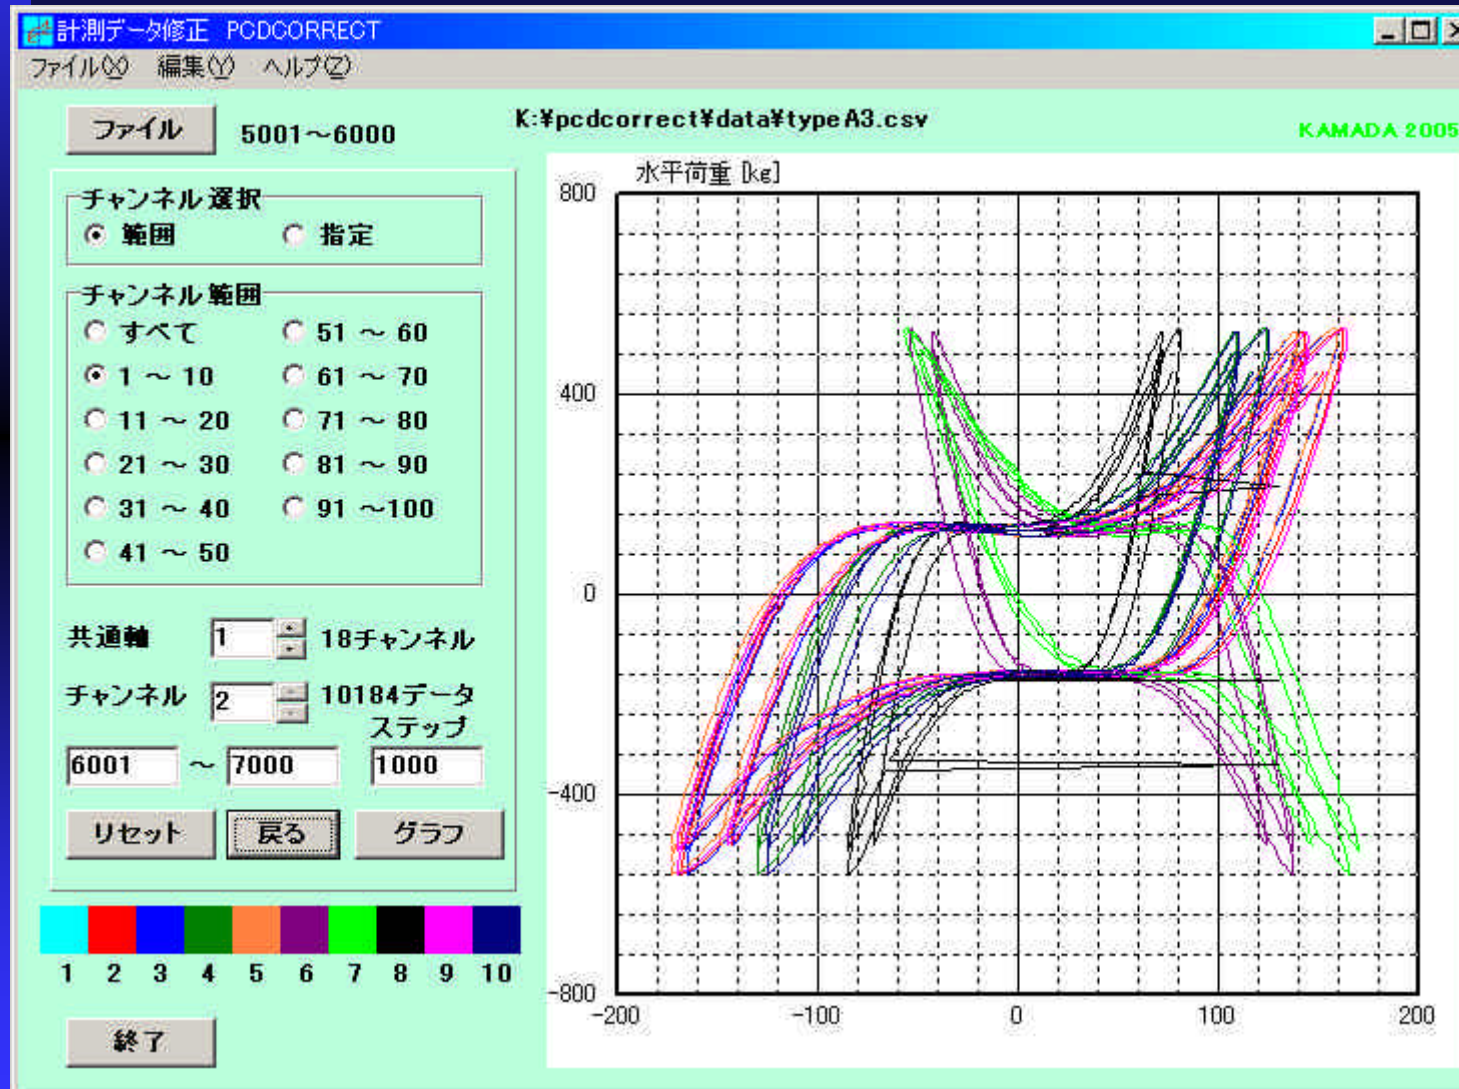 計測データ修正 PCDCORRECT
ファイル(X) 編集(Y) ヘルプ(Z)
ファイル 5001～6000
K:¥pcdcorrect¥data¥typeA3.csv
KAMADA 2005
チャンネル選択
範囲 指定
チャンネル範囲
すべて 51 ～ 60
1 ～ 10 61 ～ 70
11 ～ 20 71 ～ 80
21 ～ 30 81 ～ 90
31 ～ 40 91 ～100
41 ～ 50
共通軸 1 18チャンネル
チャンネル 2 10184データ
ステップ
6001 ～ 7000 1000
リセット 戻る グラフ
1 2 3 4 5 6 7 8 9 10
終了
水平荷重 [kg]
800
400
0
-400
-800
-200 -100 0 100 200